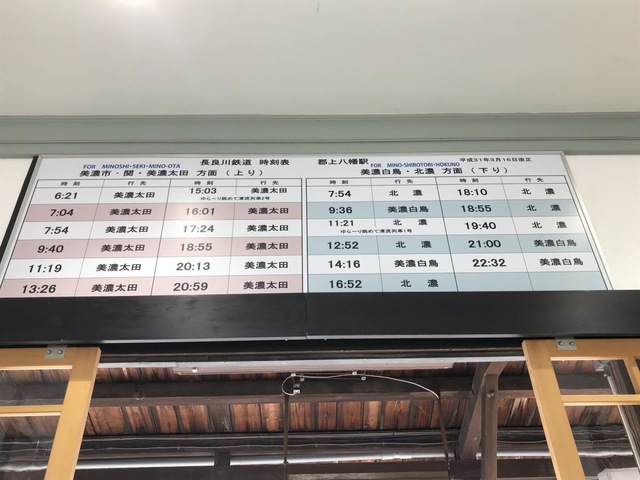 長良川鉄道 時刻表 郡上八幡駅 平成31年3月16日改正
FOR MINOSHI・SEKI・MINO-OTA
美濃市・関・美濃太田 方面(上り)
時刻 行先 時刻 行先
6:21 美濃太田 15:03 美濃太田
ゆら〜り眺めて清流列車2号
7:04 美濃太田 16:01 美濃太田
7:54 美濃太田 17:24 美濃太田
9:40 美濃太田 18:55 美濃太田
11:19 美濃太田 20:13 美濃太田
13:26 美濃太田 20:59 美濃太田
FOR MINO-SHIROTORI・HOKUNO
美濃白鳥・北濃 方面(下り)
時刻 行先 時刻 行先
7:54 北濃 18:10 北濃
9:36 美濃白鳥 18:55 北濃
11:21 北濃 19:40 北濃
ゆら〜り眺めて清流列車1号
12:52 北濃 21:00 美濃白鳥
14:16 美濃白鳥 22:32 美濃白鳥
16:52 北濃